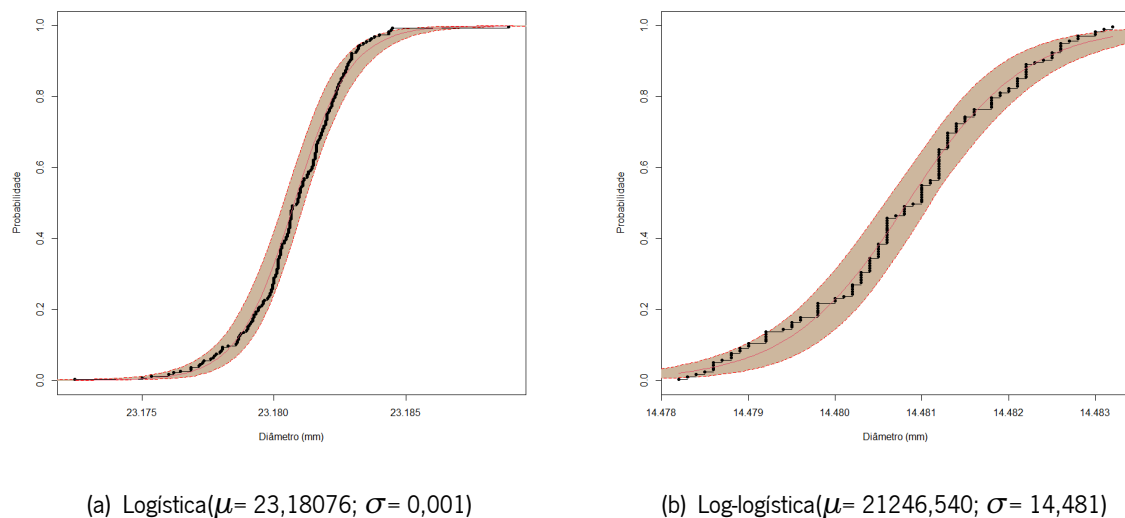 1.0
0.8
0.6
0.4
0.2
0.0
Probabilidade
23.175 23.180 23.185
Diâmetro (mm)
1.0
0.8
0.6
0.4
0.2
0.0
Probabilidade
14.478 14.479 14.480 14.481 14.482 14.483
Diâmetro (mm)
(a) Logística(μ= 23,18076; σ= 0,001)
(b) Log-logística(μ= 21246,540; σ= 14,481)